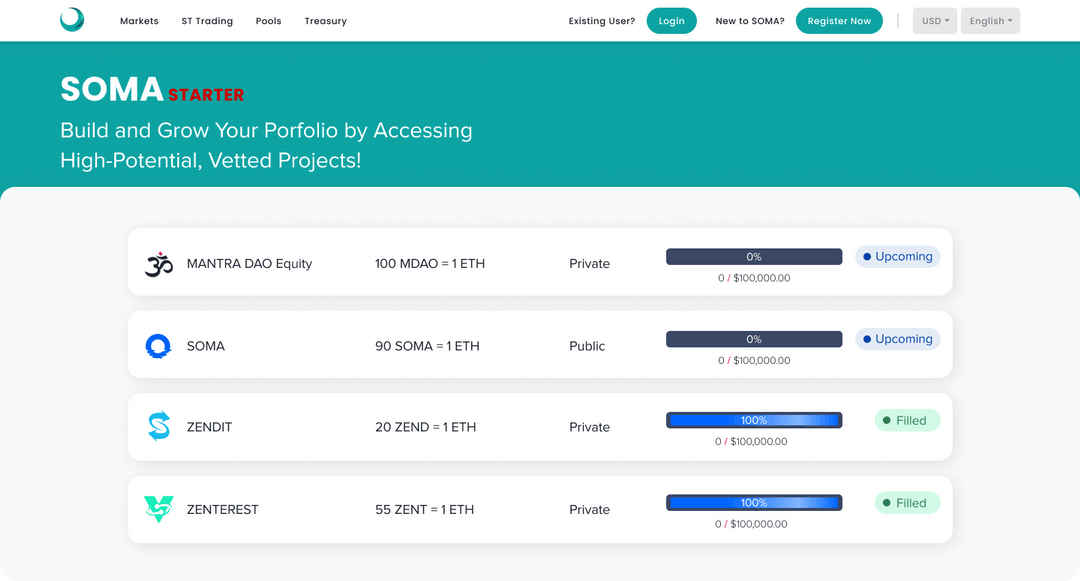 Markets ST Trading Pools Treasury Existing User? Login New to SOMA? Register Now USD English
SOMA STARTER
Build and Grow Your Porfolio by Accessing
High-Potential, Vetted Projects!
MANTRA DAO Equity 100 MDAO = 1 ETH Private 0% Upcoming
0 / $100,000.00
SOMA 90 SOMA = 1 ETH Public 0% Upcoming
0 / $100,000.00
ZENDIT 20 ZEND = 1 ETH Private 100% Filled
0 / $100,000.00
ZENTEREST 55 ZENT = 1 ETH Private 100% Filled
0 / $100,000.00